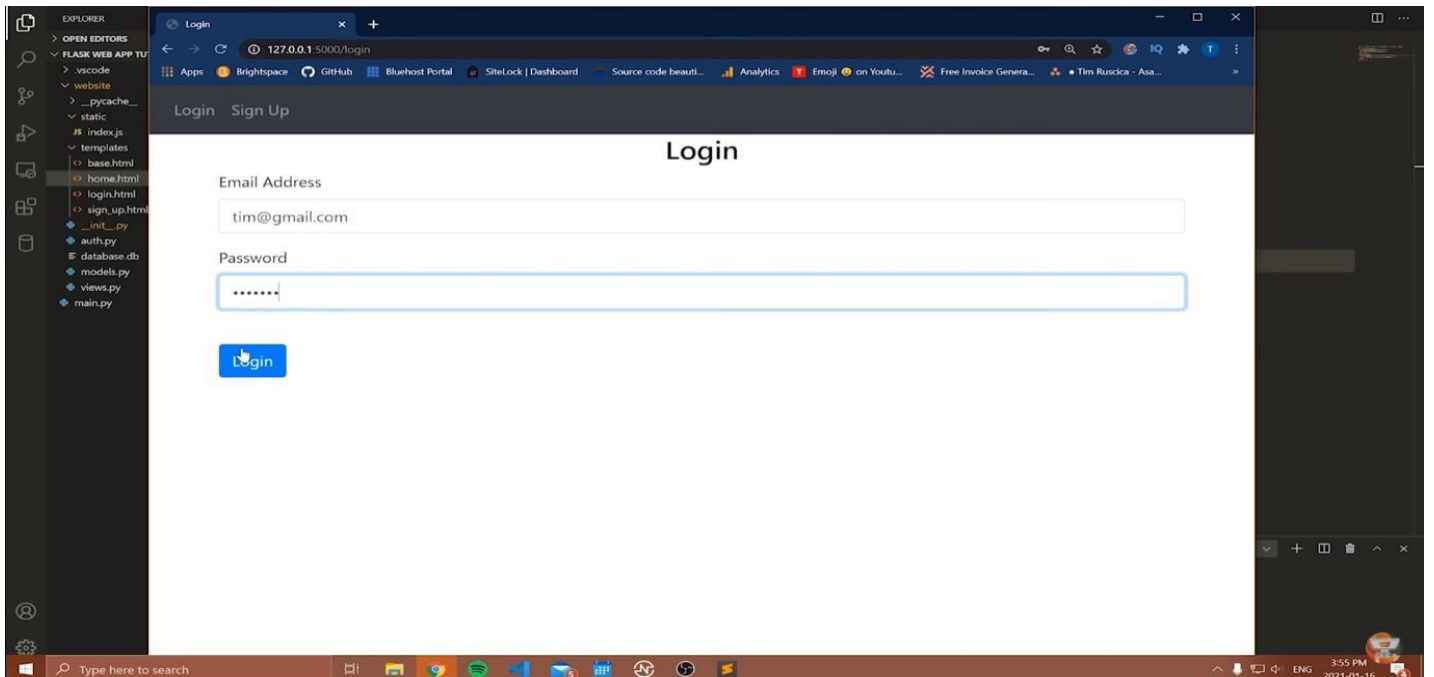 EXPLORER
OPEN EDITORS
FLASK WEB APP TU
.vscode
website
__pycache__
static
JS index.js
templates
<> base.html
<> home.html
<> login.html
<> sign_up.html
__init__.py
auth.py
database.db
models.py
views.py
main.py
Login
127.0.0.1:5000/login
IQ
T
Apps Brightspace GitHub Bluehost Portal SiteLock | Dashboard Source code beauti... Analytics T Emoji on Youtu... Free Invoice Genera... • Tim Ruscica - Asa... »
Login Sign Up
Login
Email Address
tim@gmail.com
Password
•••••••
Login
Type here to search
ENG
3:55 PM
2021-01-16